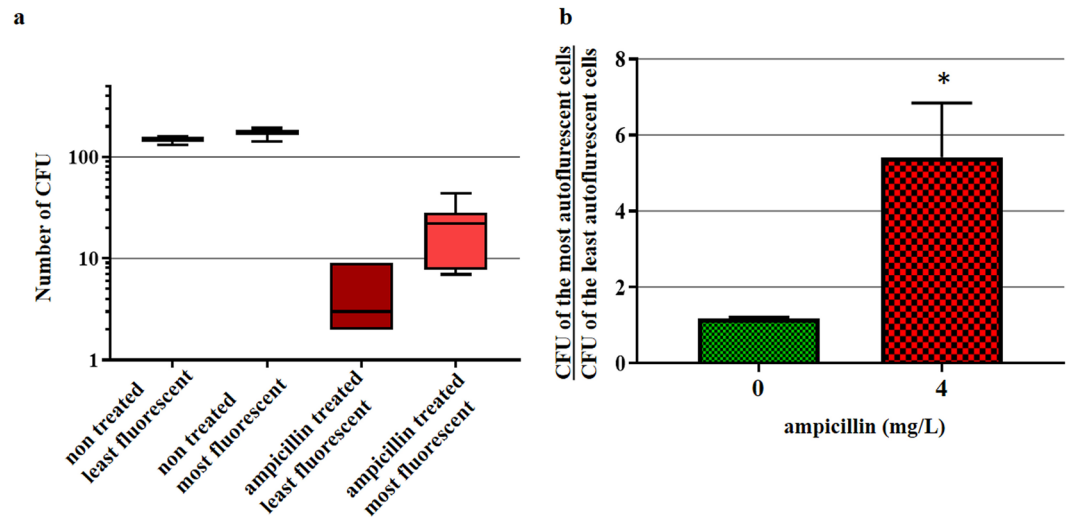 a
Number of CFU
100
10
1
non treated
least fluorescent
non treated
most fluorescent
ampicillin treated
least fluorescent
ampicillin treated
most fluorescent
b
CFU of the most autoflurescent cells
CFU of the least autoflurescent cells
8
6
4
2
0
*
0
4
ampicillin (mg/L)